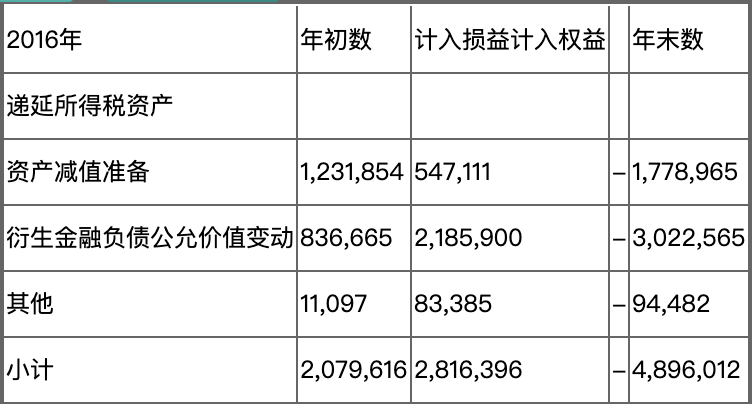 2016年 年初数 计入损益计入权益 年末数
递延所得税资产
资产减值准备 1,231,854 547,111 – 1,778,965
衍生金融负债公允价值变动 836,665 2,185,900 – 3,022,565
其他 11,097 83,385 – 94,482
小计 2,079,616 2,816,396 – 4,896,012